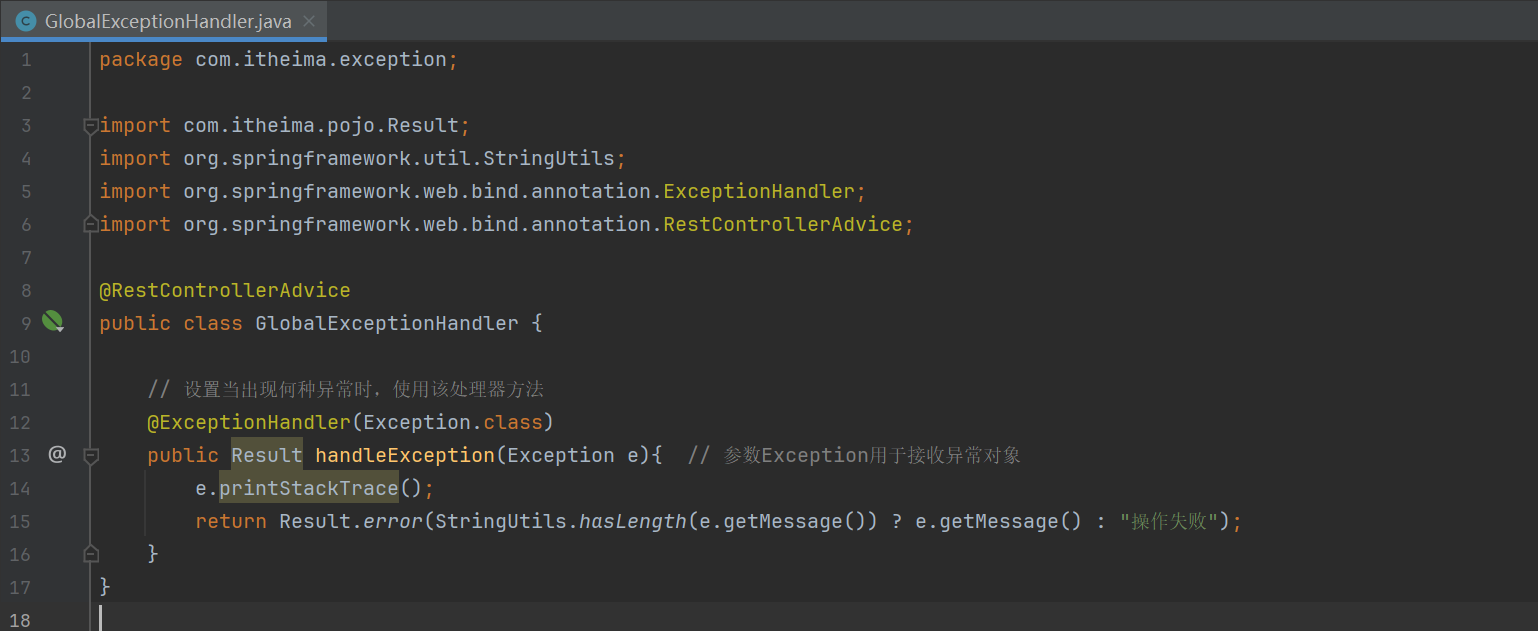 GlobalExceptionHandler.java
1 package com.itheima.exception;
2
3 import com.itheima.pojo.Result;
4 import org.springframework.util.StringUtils;
5 import org.springframework.web.bind.annotation.ExceptionHandler;
6 import org.springframework.web.bind.annotation.RestControllerAdvice;
7
8 @RestControllerAdvice
9 public class GlobalExceptionHandler {
10
11 // 设置当出现何种异常时，使用该处理器方法
12 @ExceptionHandler(Exception.class)
13 @ public Result handleException(Exception e){ // 参数Exception用于接收异常对象
14 e.printStackTrace();
15 return Result.error(StringUtils.hasLength(e.getMessage()) ? e.getMessage() : "操作失败");
16 }
17 }
18